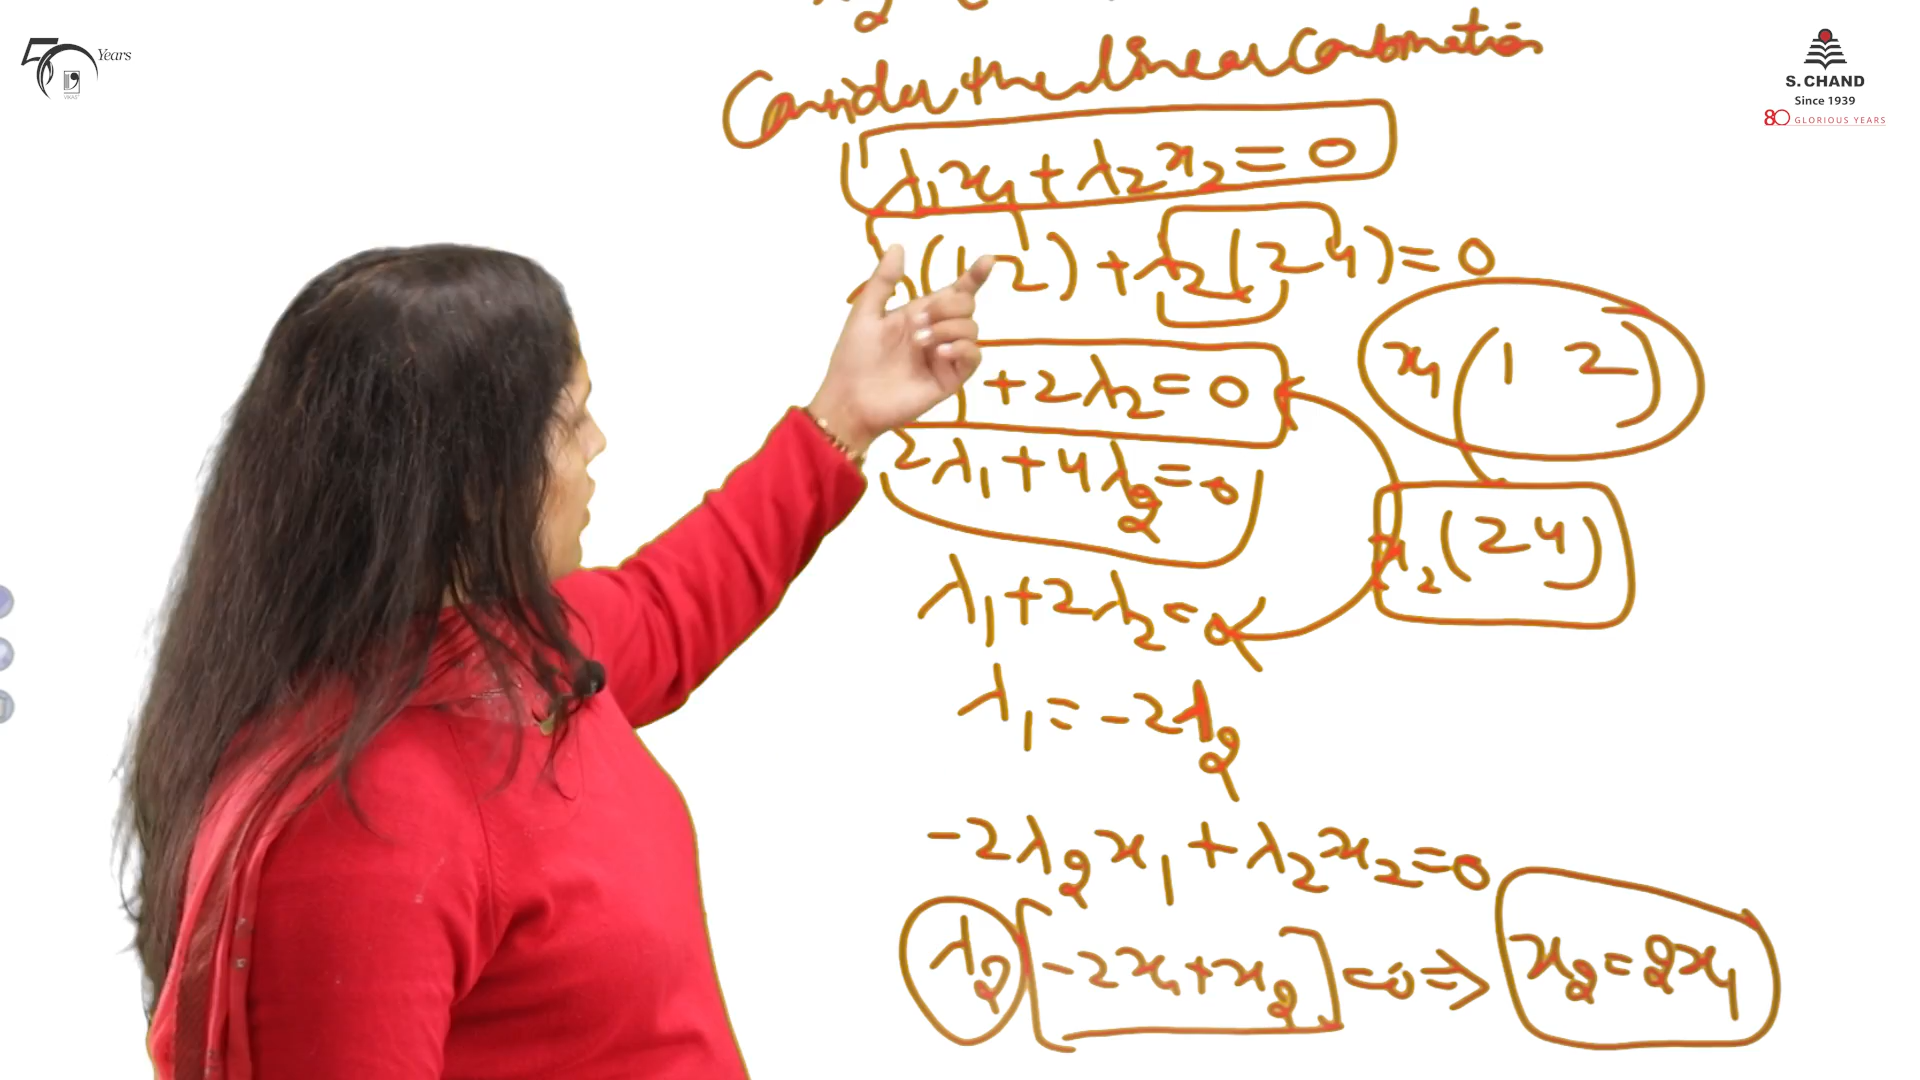 50 Years
VIKAS
S. CHAND
Since 1939
80 GLORIOUS YEARS
Consider the linear Combination
λ₁x₁ + λ₂x₂ = 0
(1 2) + λ₂(2 4) = 0
+ 2λ₂ = 0
2λ₁ + 4λ₂ = 0
x₁ (1 2)
x₂ (2 4)
λ₁ + 2λ₂ = 0
λ₁ = -2λ₂
-2λ₂x₁ + λ₂x₂ = 0
λ₂ [-2x₁ + x₂] = 0 ⇒ x₂ = 2x₁